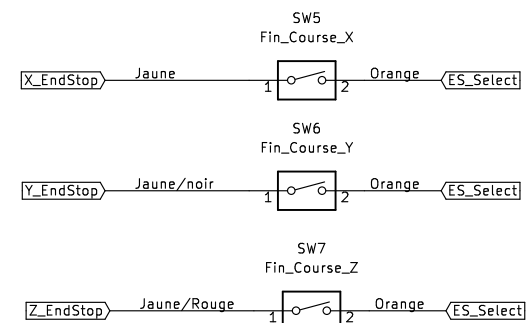 SW5
Fin_Course_X
X_EndStop Jaune 1 2 Orange ES_Select
SW6
Fin_Course_Y
Y_EndStop Jaune/noir 1 2 Orange ES_Select
SW7
Fin_Course_Z
Z_EndStop Jaune/Rouge 1 2 Orange ES_Select